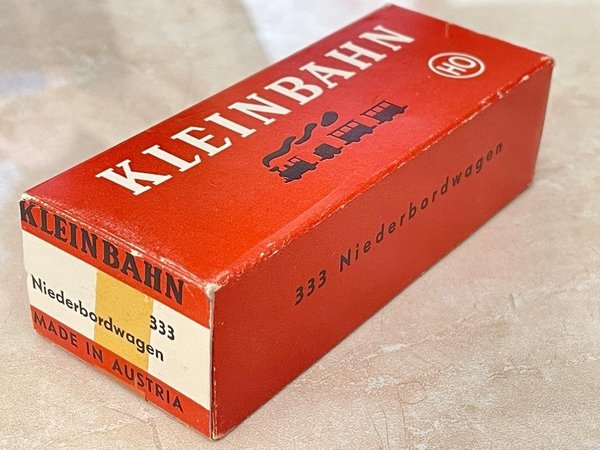 KLEINBAHN
HO
333 Niederbordwagen
KLEINBAHN
Niederbordwagen
333
MADE IN AUSTRIA